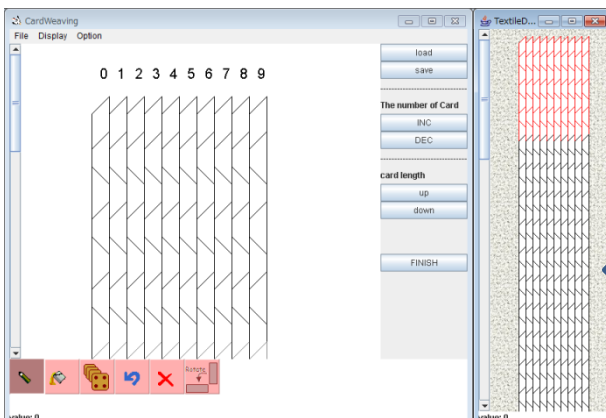 CardWeaving
TextileD...
File Display Option
0 1 2 3 4 5 6 7 8 9
load
save
The number of Card
INC
DEC
card length
up
down
FINISH
Rotate
value: 0
value: 0